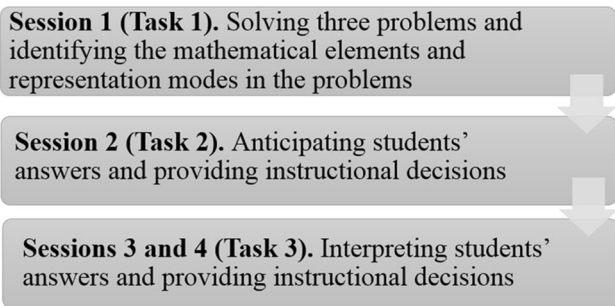 Session 1 (Task 1). Solving three problems and
identifying the mathematical elements and
representation modes in the problems
Session 2 (Task 2). Anticipating students’
answers and providing instructional decisions
Sessions 3 and 4 (Task 3). Interpreting students’
answers and providing instructional decisions